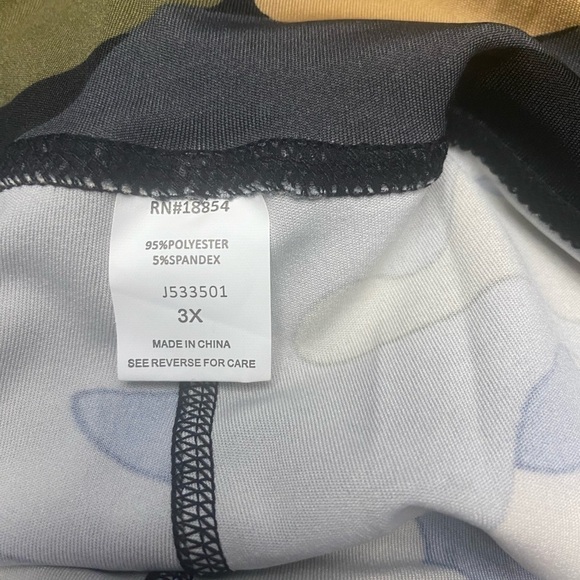 RN#18854
95%POLYESTER
5%SPANDEX
J533501
3X
MADE IN CHINA
SEE REVERSE FOR CARE